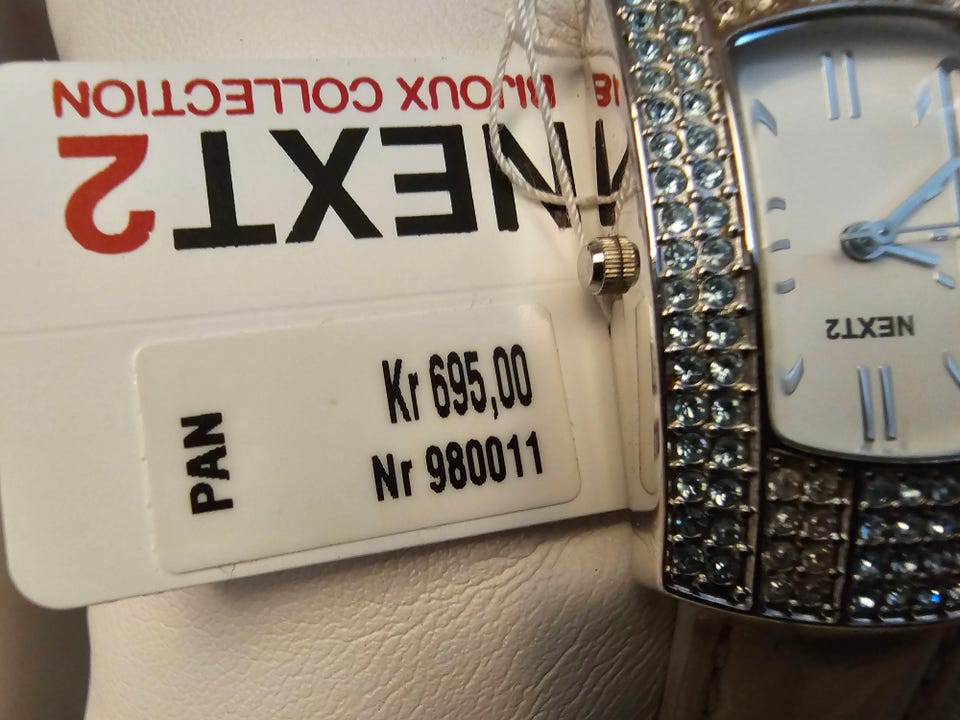 BIJOUX COLLECTION
NEXT2
PAN
Kr 695,00
Nr 980011
NEXT2